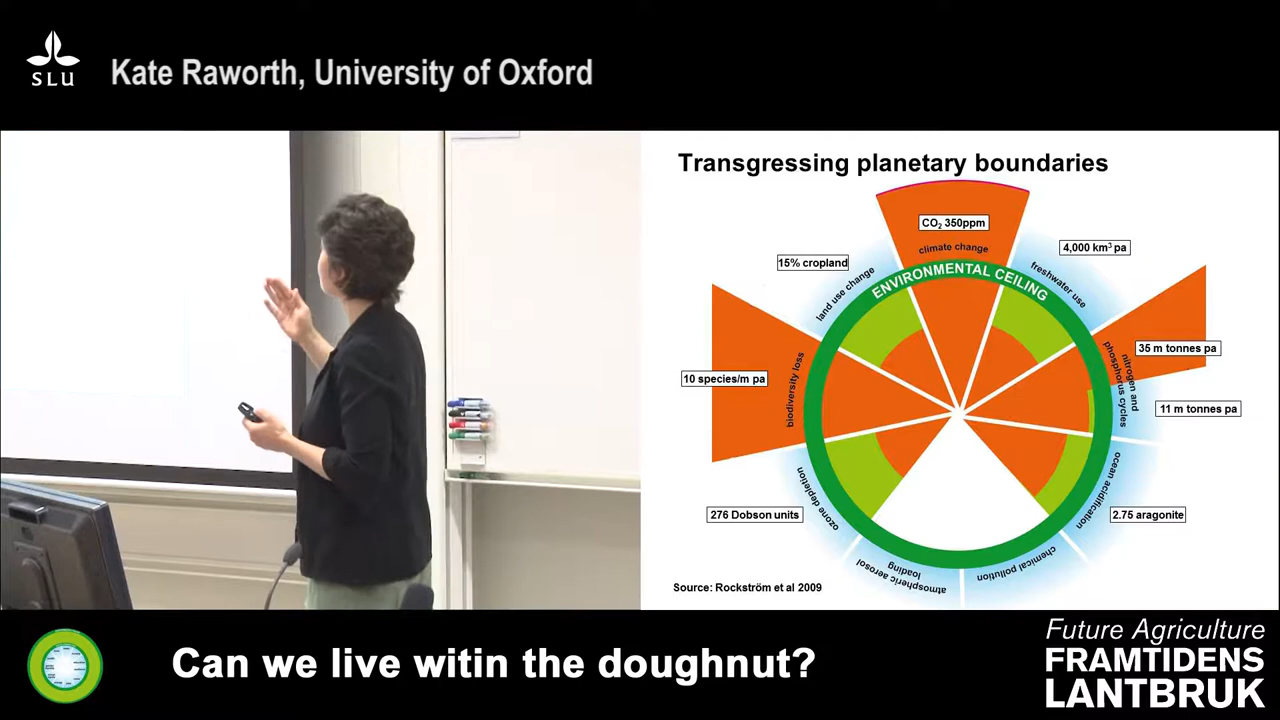 SLU
Kate Raworth, University of Oxford
Transgressing planetary boundaries
CO₂ 350ppm
climate change
4,000 km³ pa
15% cropland
freshwater use
land use change
ENVIRONMENTAL CEILING
35 m tonnes pa
nitrogen and
phosphorus cycles
10 species/m pa
biodiversity loss
11 m tonnes pa
276 Dobson units
ozone depletion
ocean acidification
2.75 aragonite
atmospheric aerosol
loading
chemical pollution
Source: Rockström et al 2009
Can we live witin the doughnut?
Future Agriculture
FRAMTIDENS
LANTBRUK